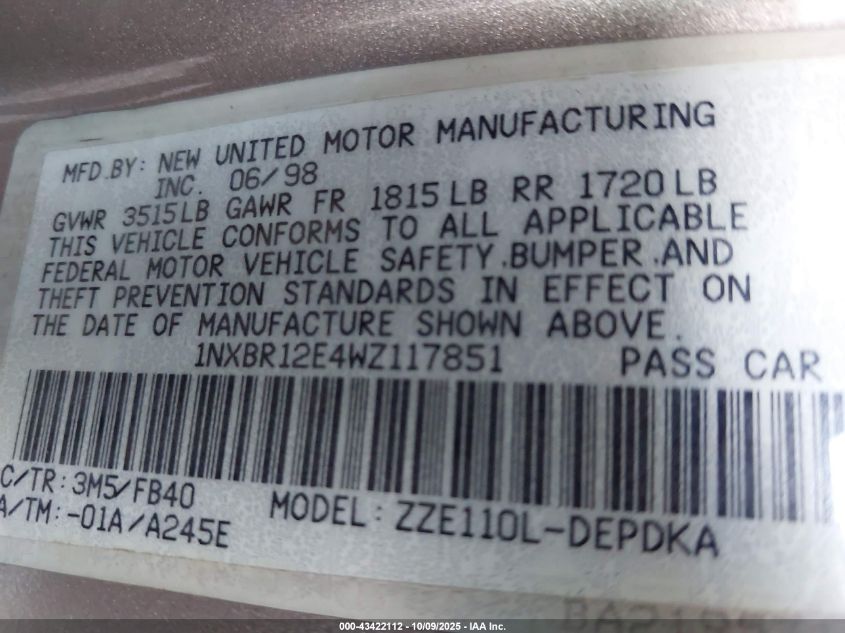 MFD.BY: NEW UNITED MOTOR MANUFACTURING
INC. 06/98
GVWR 3515LB GAWR FR 1815LB RR 1720LB
THIS VEHICLE CONFORMS TO ALL APPLICABLE
FEDERAL MOTOR VEHICLE SAFETY.BUMPER.AND
THEFT PREVENTION STANDARDS IN EFFECT ON
THE DATE OF MANUFACTURE SHOWN ABOVE.
1NXBR12E4WZ117851 PASS CAR
C/TR: 3M5/FB40
A/TM:-01A/A245E
MODEL: ZZE110L-DEPDKA
000-43422112 - 10/09/2025 - IAA Inc.